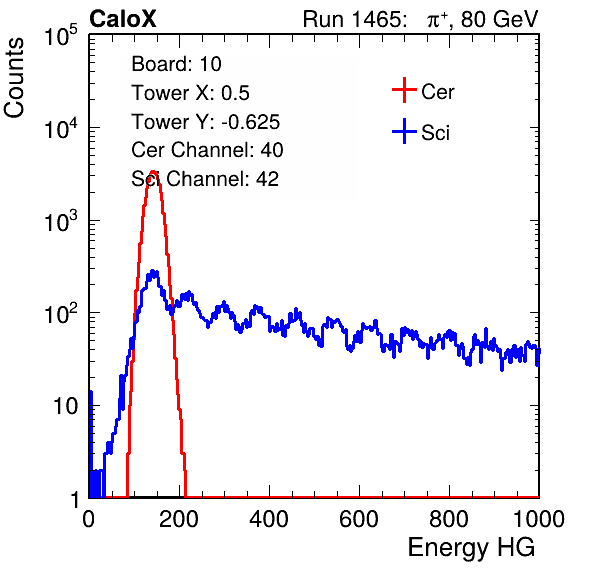 CaloX Run 1465: π⁺, 80 GeV
Counts
10⁵
10⁴
10³
10²
10
1
Board: 10
Tower X: 0.5
Tower Y: -0.625
Cer Channel: 40
Sci Channel: 42
Cer
Sci
0 200 400 600 800 1000
Energy HG